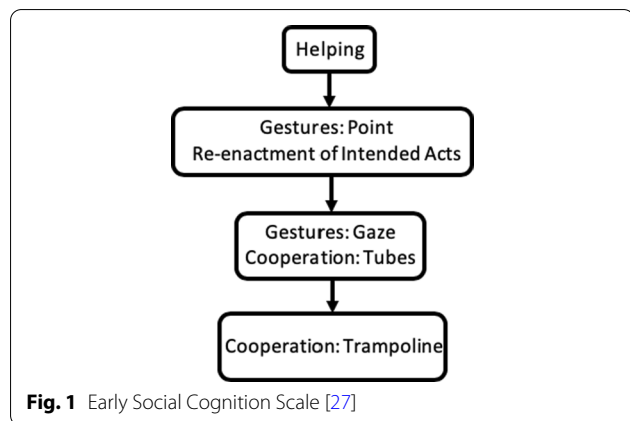 Helping
Gestures: Point
Re-enactment of Intended Acts
Gestures: Gaze
Cooperation: Tubes
Cooperation: Trampoline
Fig. 1 Early Social Cognition Scale [27]